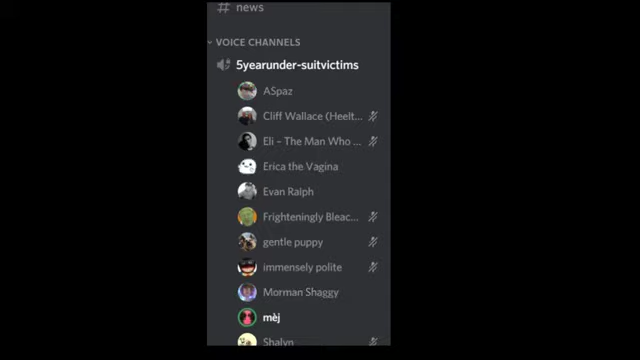 # news
VOICE CHANNELS
5yearunder-suitvictims
ASpaz
Cliff Wallace (Heelt...
Eli – The Man Who ...
Erica the Vagina
Evan Ralph
Frighteningly Bleac...
gentle puppy
immensely polite
Morman Shaggy
mèj
Shalyn